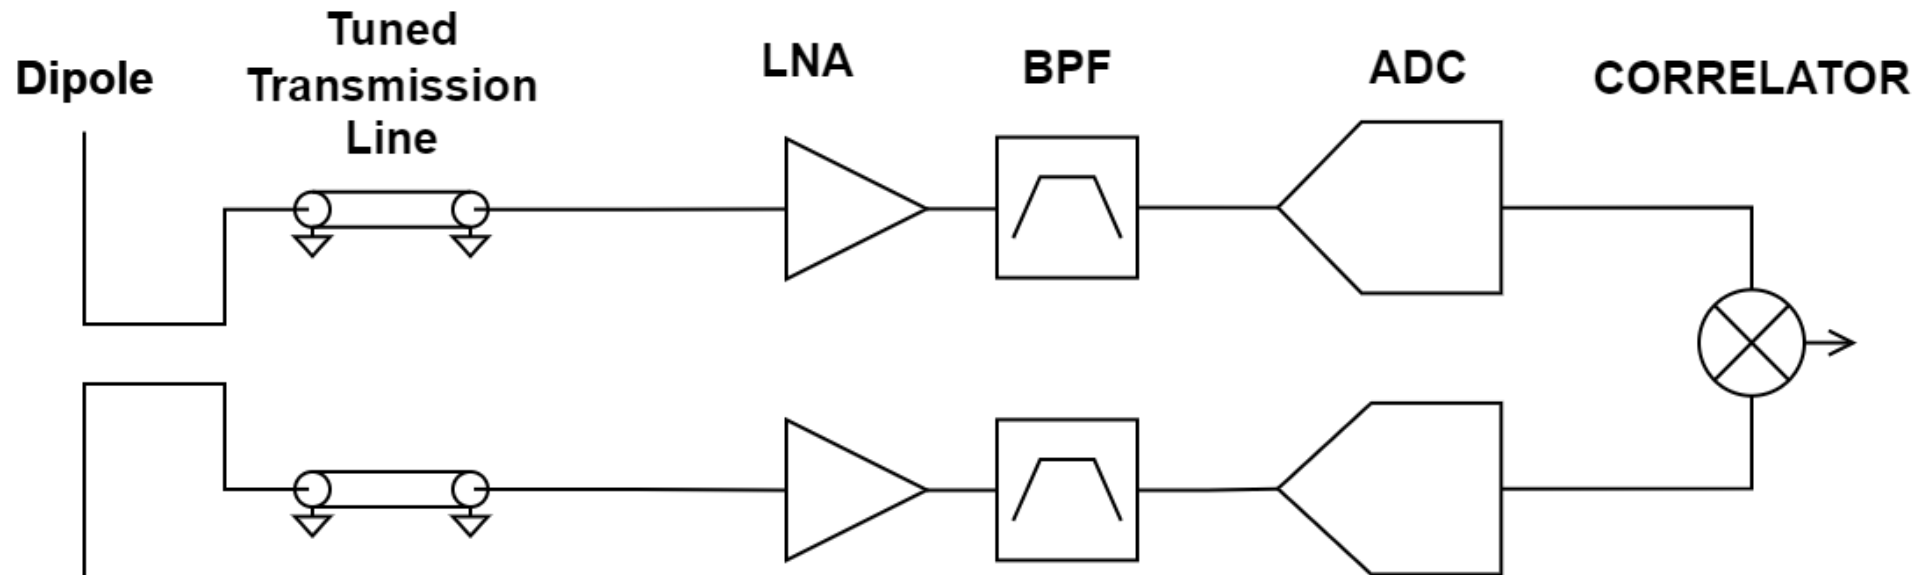 Dipole
Tuned
Transmission
Line
LNA
BPF
ADC
CORRELATOR